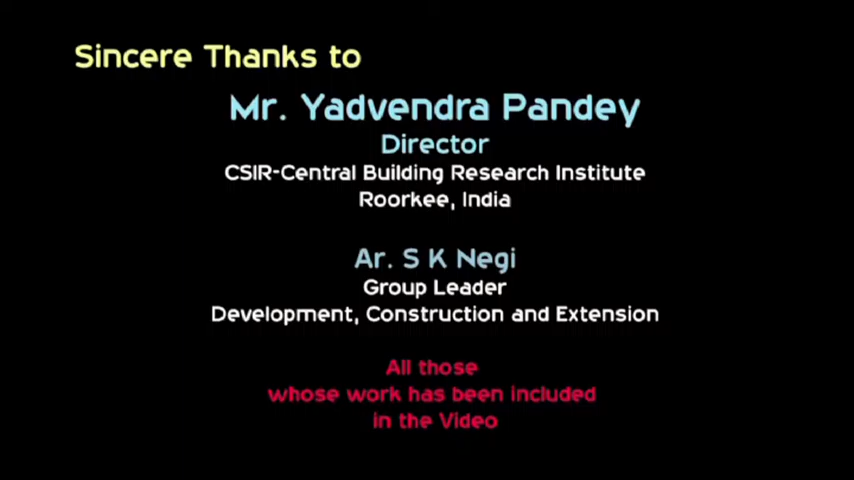 Sincere Thanks to
Mr. Yadvendra Pandey
Director
CSIR-Central Building Research Institute
Roorkee, India
Ar. S K Negi
Group Leader
Development, Construction and Extension
All those
whose work has been included
in the Video